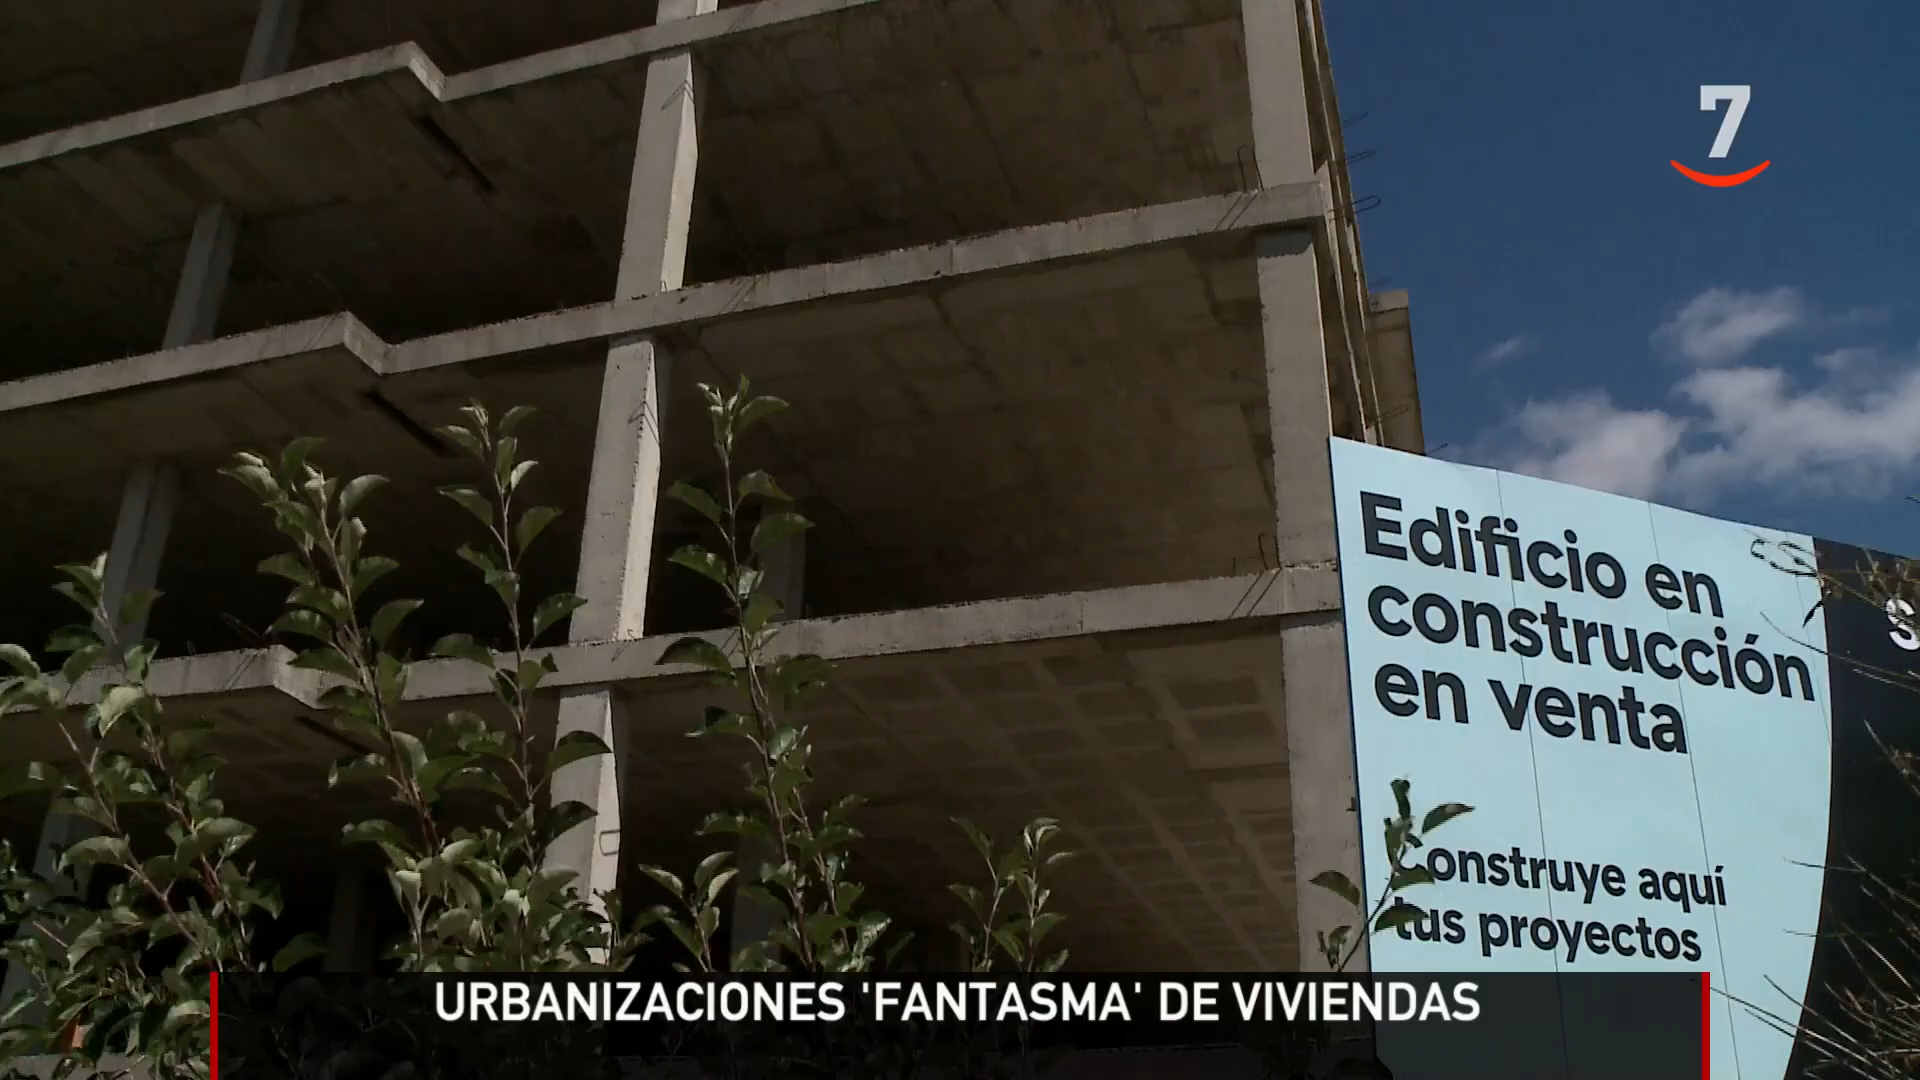 7
Edificio en
construcción
en venta
Construye aquí
tus proyectos
URBANIZACIONES 'FANTASMA' DE VIVIENDAS